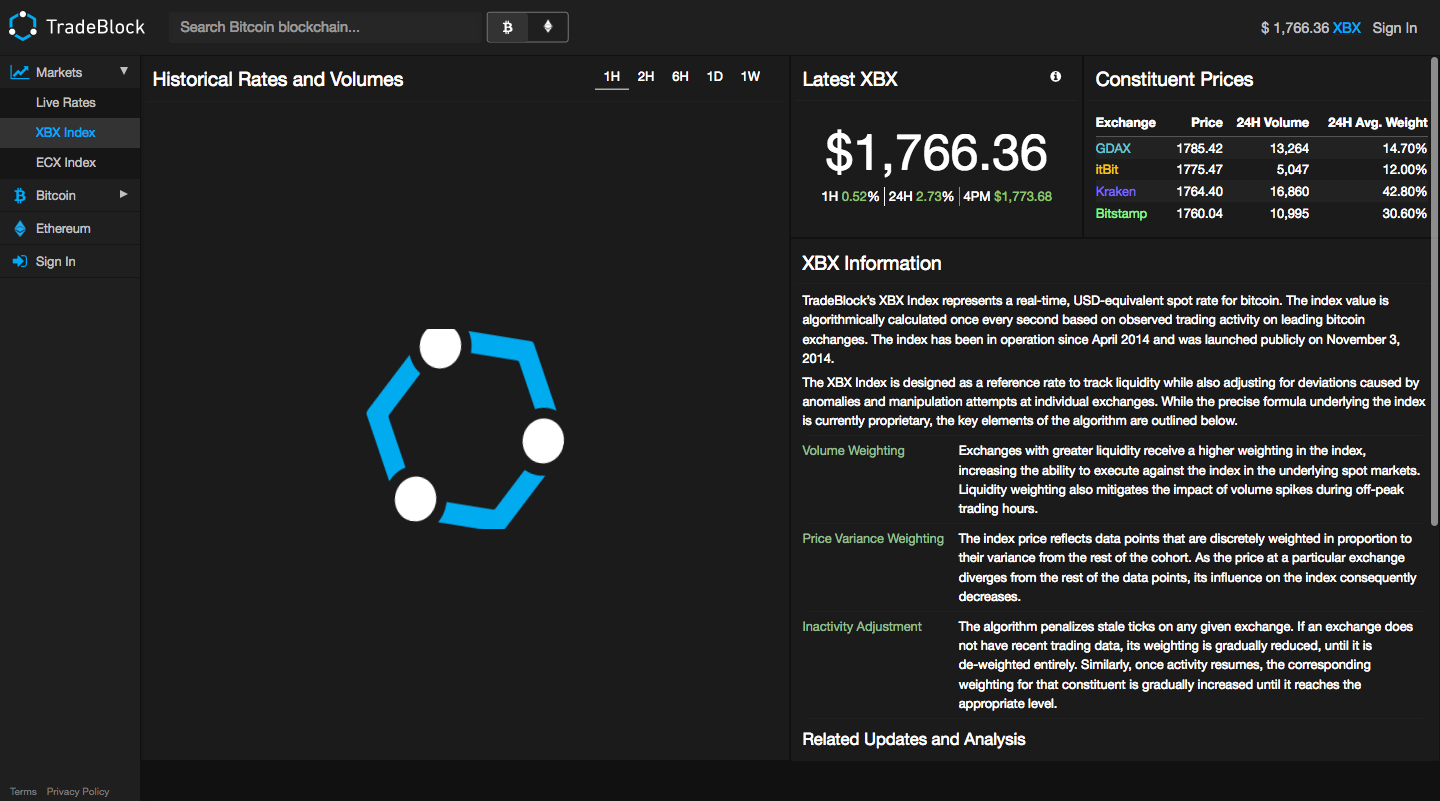 TradeBlock
Search Bitcoin blockchain...
$ 1,766.36 XBX Sign In
Markets
Live Rates
XBX Index
ECX Index
Bitcoin
Ethereum
Sign In
Terms Privacy Policy
Historical Rates and Volumes
1H 2H 6H 1D 1W
Latest XBX
$1,766.36
1H 0.52% 24H 2.73% 4PM $1,773.68
Constituent Prices
Exchange Price 24H Volume 24H Avg. Weight
GDAX 1785.42 13,264 14.70%
itBit 1775.47 5,047 12.00%
Kraken 1764.40 16,860 42.80%
Bitstamp 1760.04 10,995 30.60%
XBX Information
TradeBlock's XBX Index represents a real-time, USD-equivalent spot rate for bitcoin. The index value is
algorithmically calculated once every second based on observed trading activity on leading bitcoin
exchanges. The index has been in operation since April 2014 and was launched publicly on November 3,
2014.
The XBX Index is designed as a reference rate to track liquidity while also adjusting for deviations caused by
anomalies and manipulation attempts at individual exchanges. While the precise formula underlying the index
is currently proprietary, the key elements of the algorithm are outlined below.
Volume Weighting
Exchanges with greater liquidity receive a higher weighting in the index,
increasing the ability to execute against the index in the underlying spot markets.
Liquidity weighting also mitigates the impact of volume spikes during off-peak
trading hours.
Price Variance Weighting
The index price reflects data points that are discretely weighted in proportion to
their variance from the rest of the cohort. As the price at a particular exchange
diverges from the rest of the data points, its influence on the index consequently
decreases.
Inactivity Adjustment
The algorithm penalizes stale ticks on any given exchange. If an exchange does
not have recent trading data, its weighting is gradually reduced, until it is
de-weighted entirely. Similarly, once activity resumes, the corresponding
weighting for that constituent is gradually increased until it reaches the
appropriate level.
Related Updates and Analysis